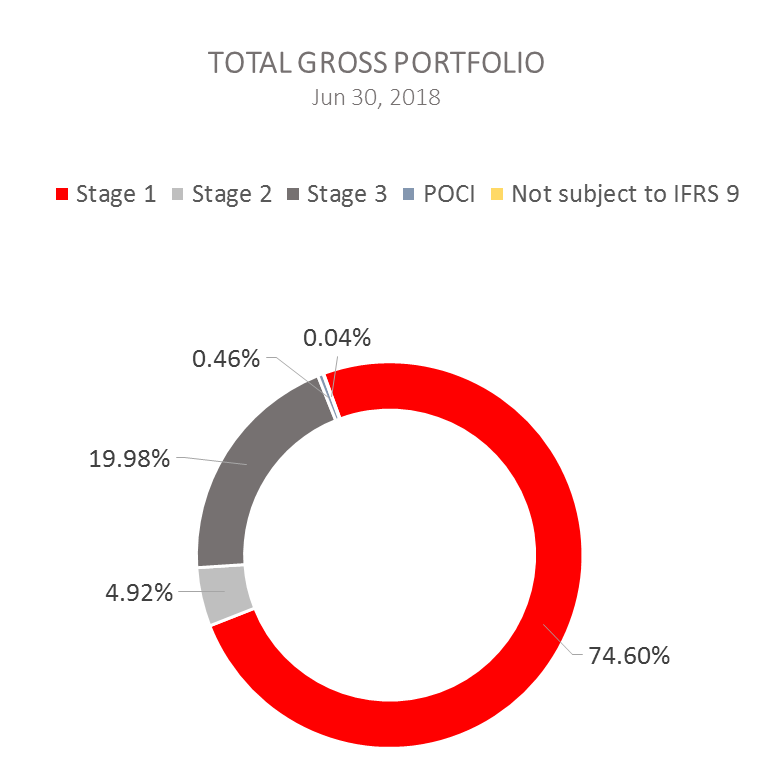 TOTAL GROSS PORTFOLIO
Jun 30, 2018
Stage 1 Stage 2 Stage 3 POCI Not subject to IFRS 9
0.04%
0.46%
19.98%
4.92%
74.60%